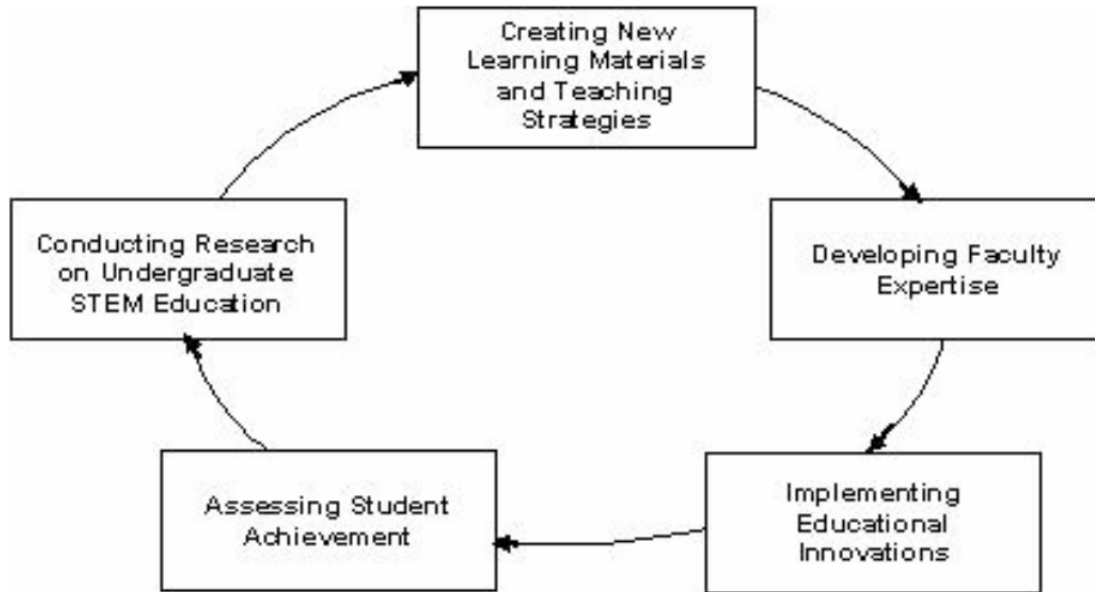 Creating New
Learning Materials
and Teaching
Strategies
Developing Faculty
Expertise
Implementing
Educational
Innovations
Assessing Student
Achievement
Conducting Research
on Undergraduate
STEM Education